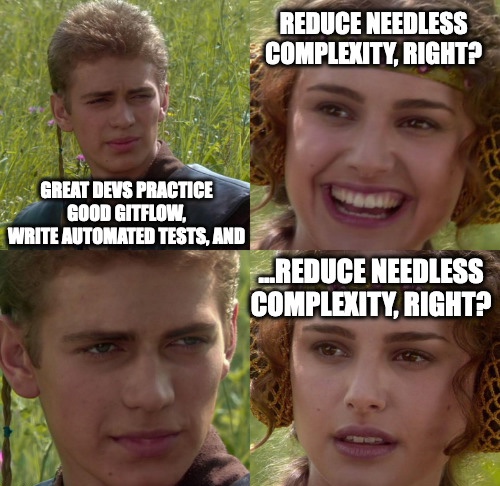 GREAT DEVS PRACTICE
GOOD GITFLOW,
WRITE AUTOMATED TESTS, AND
REDUCE NEEDLESS
COMPLEXITY, RIGHT?
...REDUCE NEEDLESS
COMPLEXITY, RIGHT?